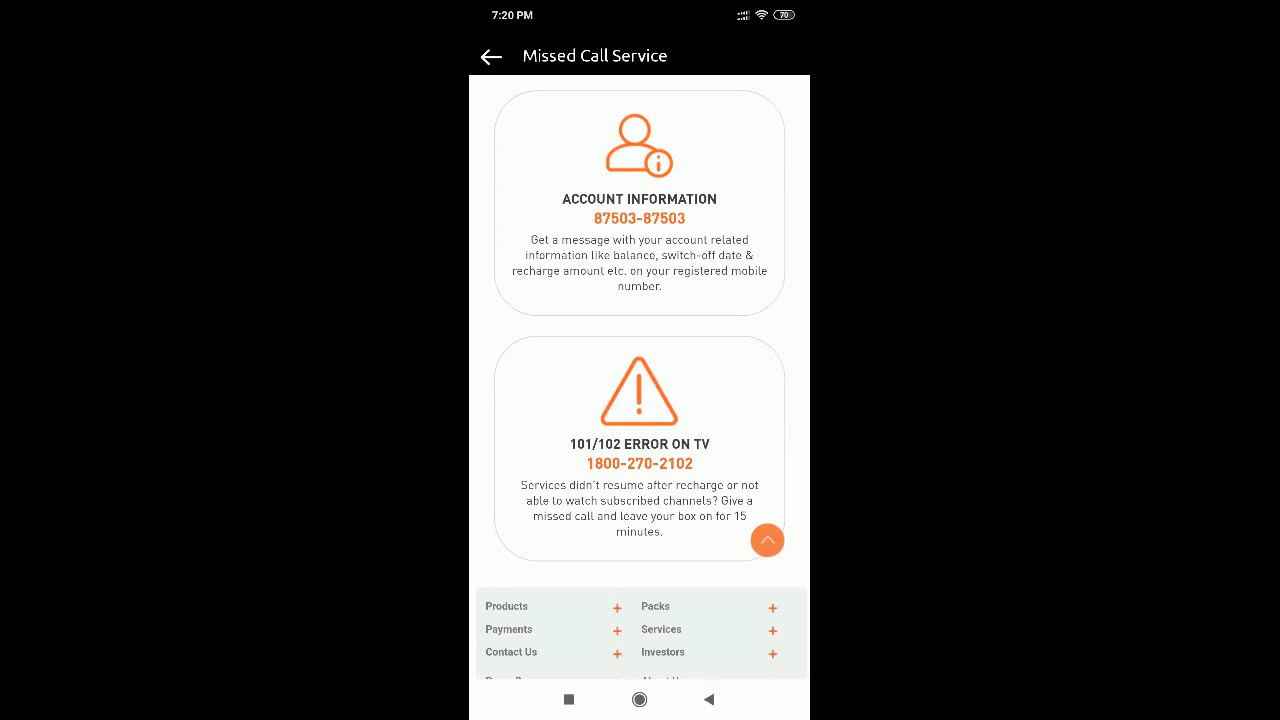 7:20 PM
70
Missed Call Service
ACCOUNT INFORMATION
87503-87503
Get a message with your account related
information like balance, switch-off date &
recharge amount etc. on your registered mobile
number.
101/102 ERROR ON TV
1800-270-2102
Services didn't resume after recharge or not
able to watch subscribed channels? Give a
missed call and leave your box on for 15
minutes.
Products + Packs +
Payments + Services +
Contact Us + Investors +